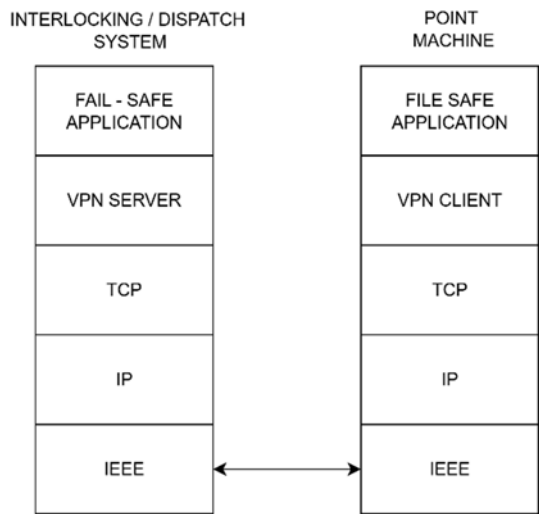 INTERLOCKING / DISPATCH
SYSTEM
FAIL - SAFE
APPLICATION
VPN SERVER
TCP
IP
IEEE
POINT
MACHINE
FILE SAFE
APPLICATION
VPN CLIENT
TCP
IP
IEEE